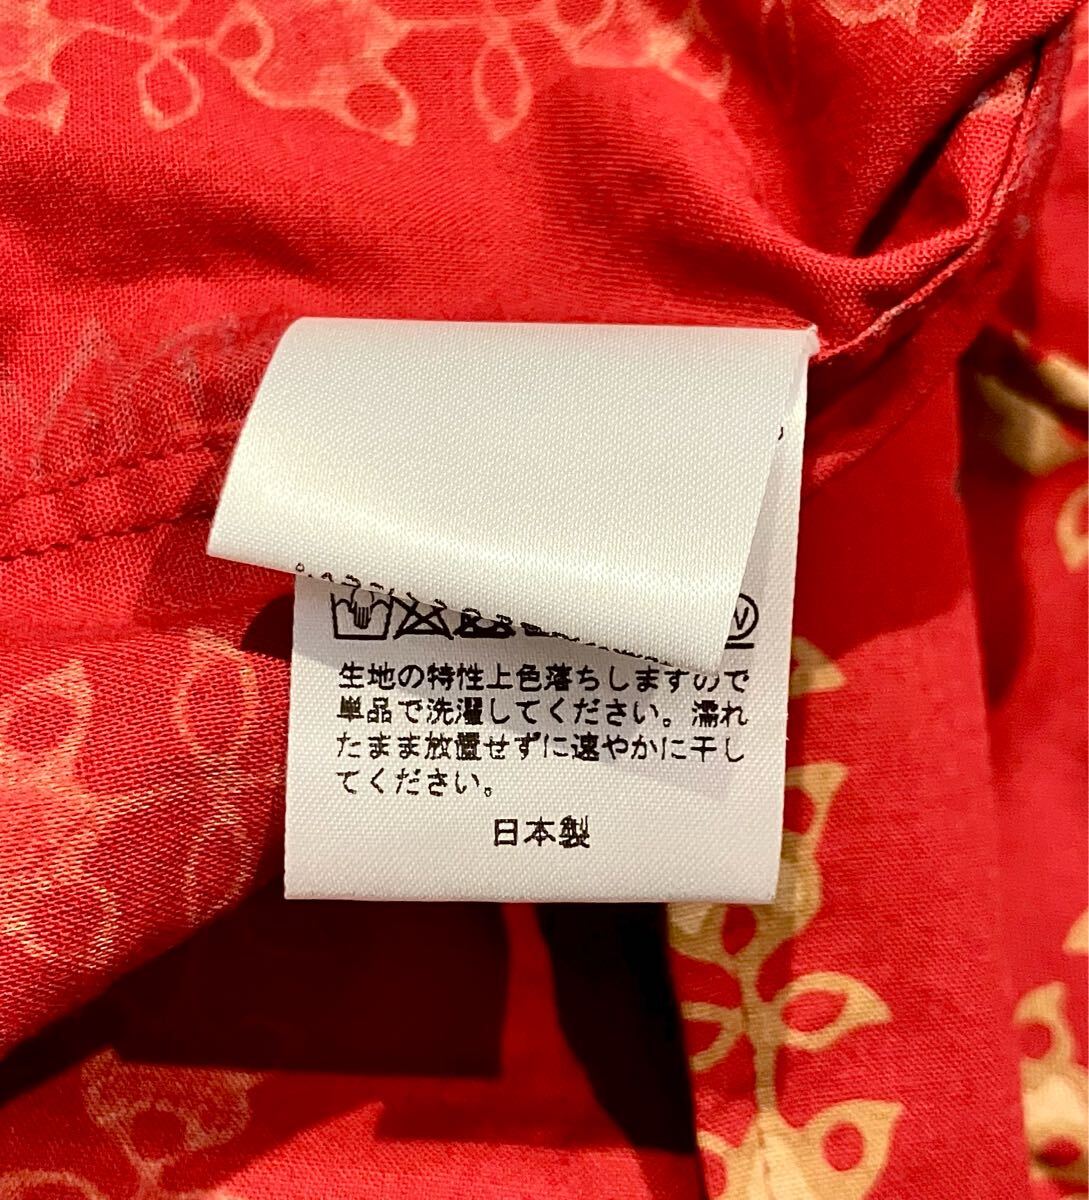 生地の特性上色落ちしますので
単品で洗濯してください。濡れ
たまま放置せずに速やかに干し
てください。
日本製